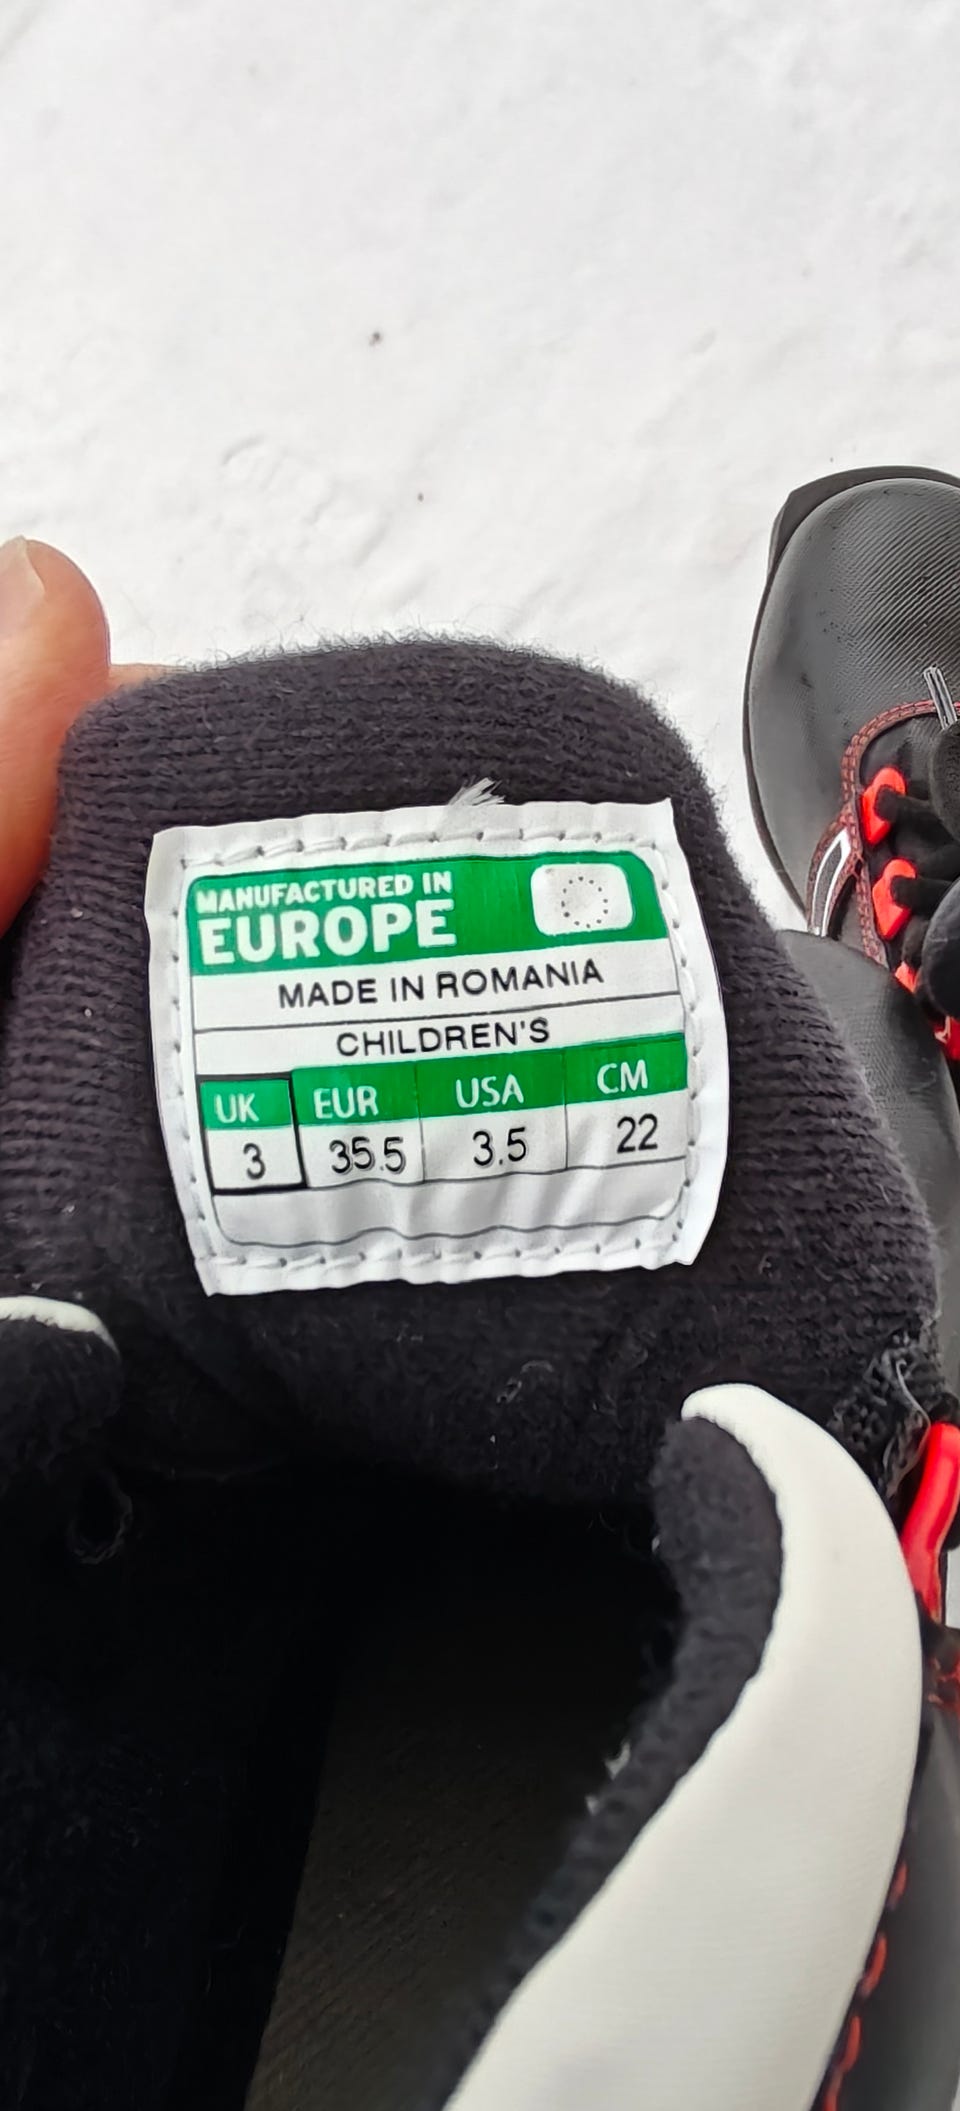 MANUFACTURED IN
EUROPE
MADE IN ROMANIA
CHILDREN'S
UK EUR USA CM
3 35.5 3.5 22